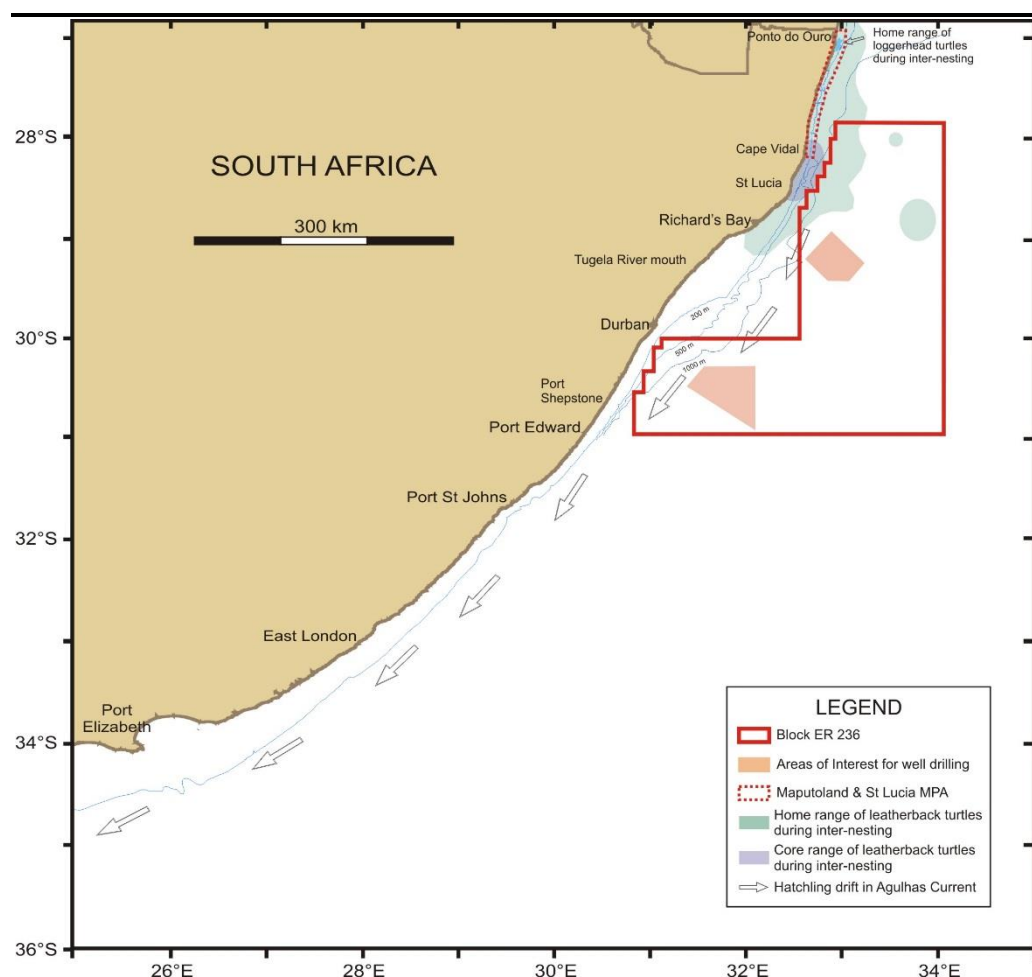 Ponto do Ouro
Home range of
loggerhead turtles
during inter-nesting
28°S
Cape Vidal
SOUTH AFRICA
St Lucia
300 km
Richard's Bay
Tugela River mouth
200 m
30°S
Durban
500 m
1000 m
Port
Shepstone
Port Edward
Port St Johns
32°S
East London
Port
Elizabeth
34°S
LEGEND
Block ER 236
Areas of Interest for well drilling
Maputoland & St Lucia MPA
Home range of leatherback turtles
during inter-nesting
Core range of leatherback turtles
during inter-nesting
Hatchling drift in Agulhas Current
36°S
26°E
28°E
30°E
32°E
34°E